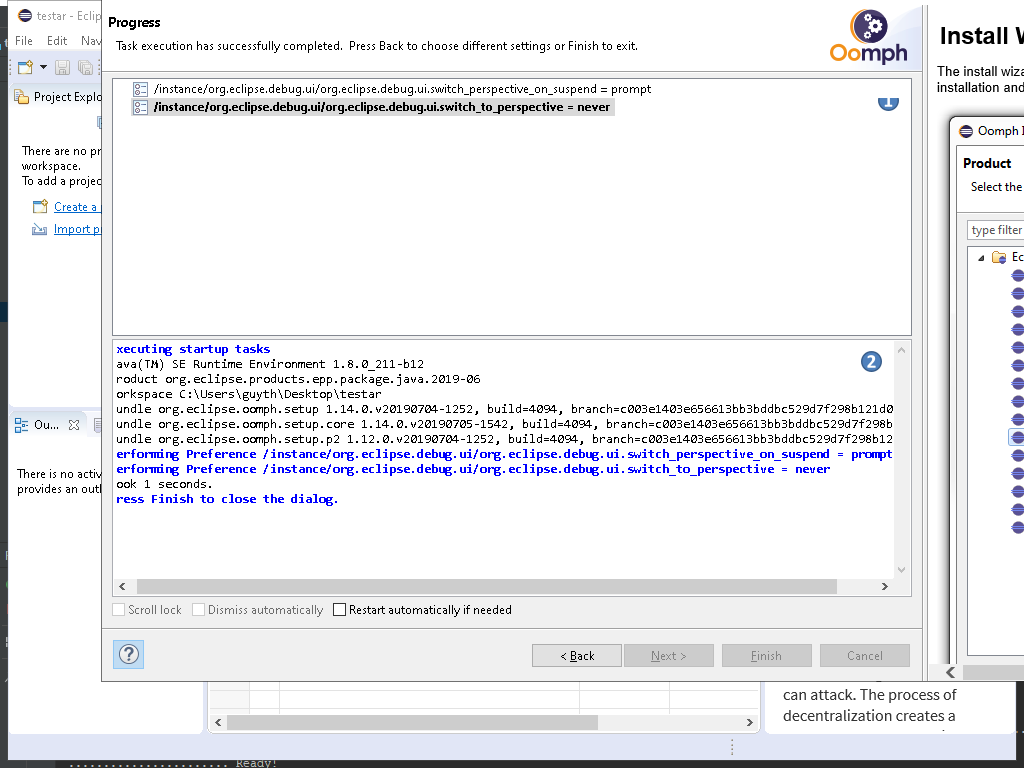 testar - Eclip
File Edit Nav
Project Explo
There are no pr
workspace.
To add a projec
Create a
Import pr
Ou...
There is no activ
provides an outl
Progress
Task execution has successfully completed. Press Back to choose different settings or Finish to exit.
Oomph
/instance/org.eclipse.debug.ui/org.eclipse.debug.ui.switch_perspective_on_suspend = prompt
/instance/org.eclipse.debug.ui/org.eclipse.debug.ui.switch_to_perspective = never
1
xecuting startup tasks
ava(TM) SE Runtime Environment 1.8.0_211-b12
roduct org.eclipse.products.epp.package.java.2019-06
orkspace C:\Users\guyth\Desktop\testar
undle org.eclipse.oomph.setup 1.14.0.v20190704-1252, build=4094, branch=c003e1403e656613bb3bddbc529d7f298b121d0
undle org.eclipse.oomph.setup.core 1.14.0.v20190705-1542, build=4094, branch=c003e1403e656613bb3bddbc529d7f298b
undle org.eclipse.oomph.setup.p2 1.12.0.v20190704-1252, build=4094, branch=c003e1403e656613bb3bddbc529d7f298b12
erforming Preference /instance/org.eclipse.debug.ui/org.eclipse.debug.ui.switch_perspective_on_suspend = prompt
erforming Preference /instance/org.eclipse.debug.ui/org.eclipse.debug.ui.switch_to_perspective = never
ook 1 seconds.
ress Finish to close the dialog.
2
Scroll lock Dismiss automatically Restart automatically if needed
? < Back Next > Finish Cancel
Install W
The install wiza
installation and
Oomph I
Product
Select the
type filter
Ec
can attack. The process of
decentralization creates a
Ready!